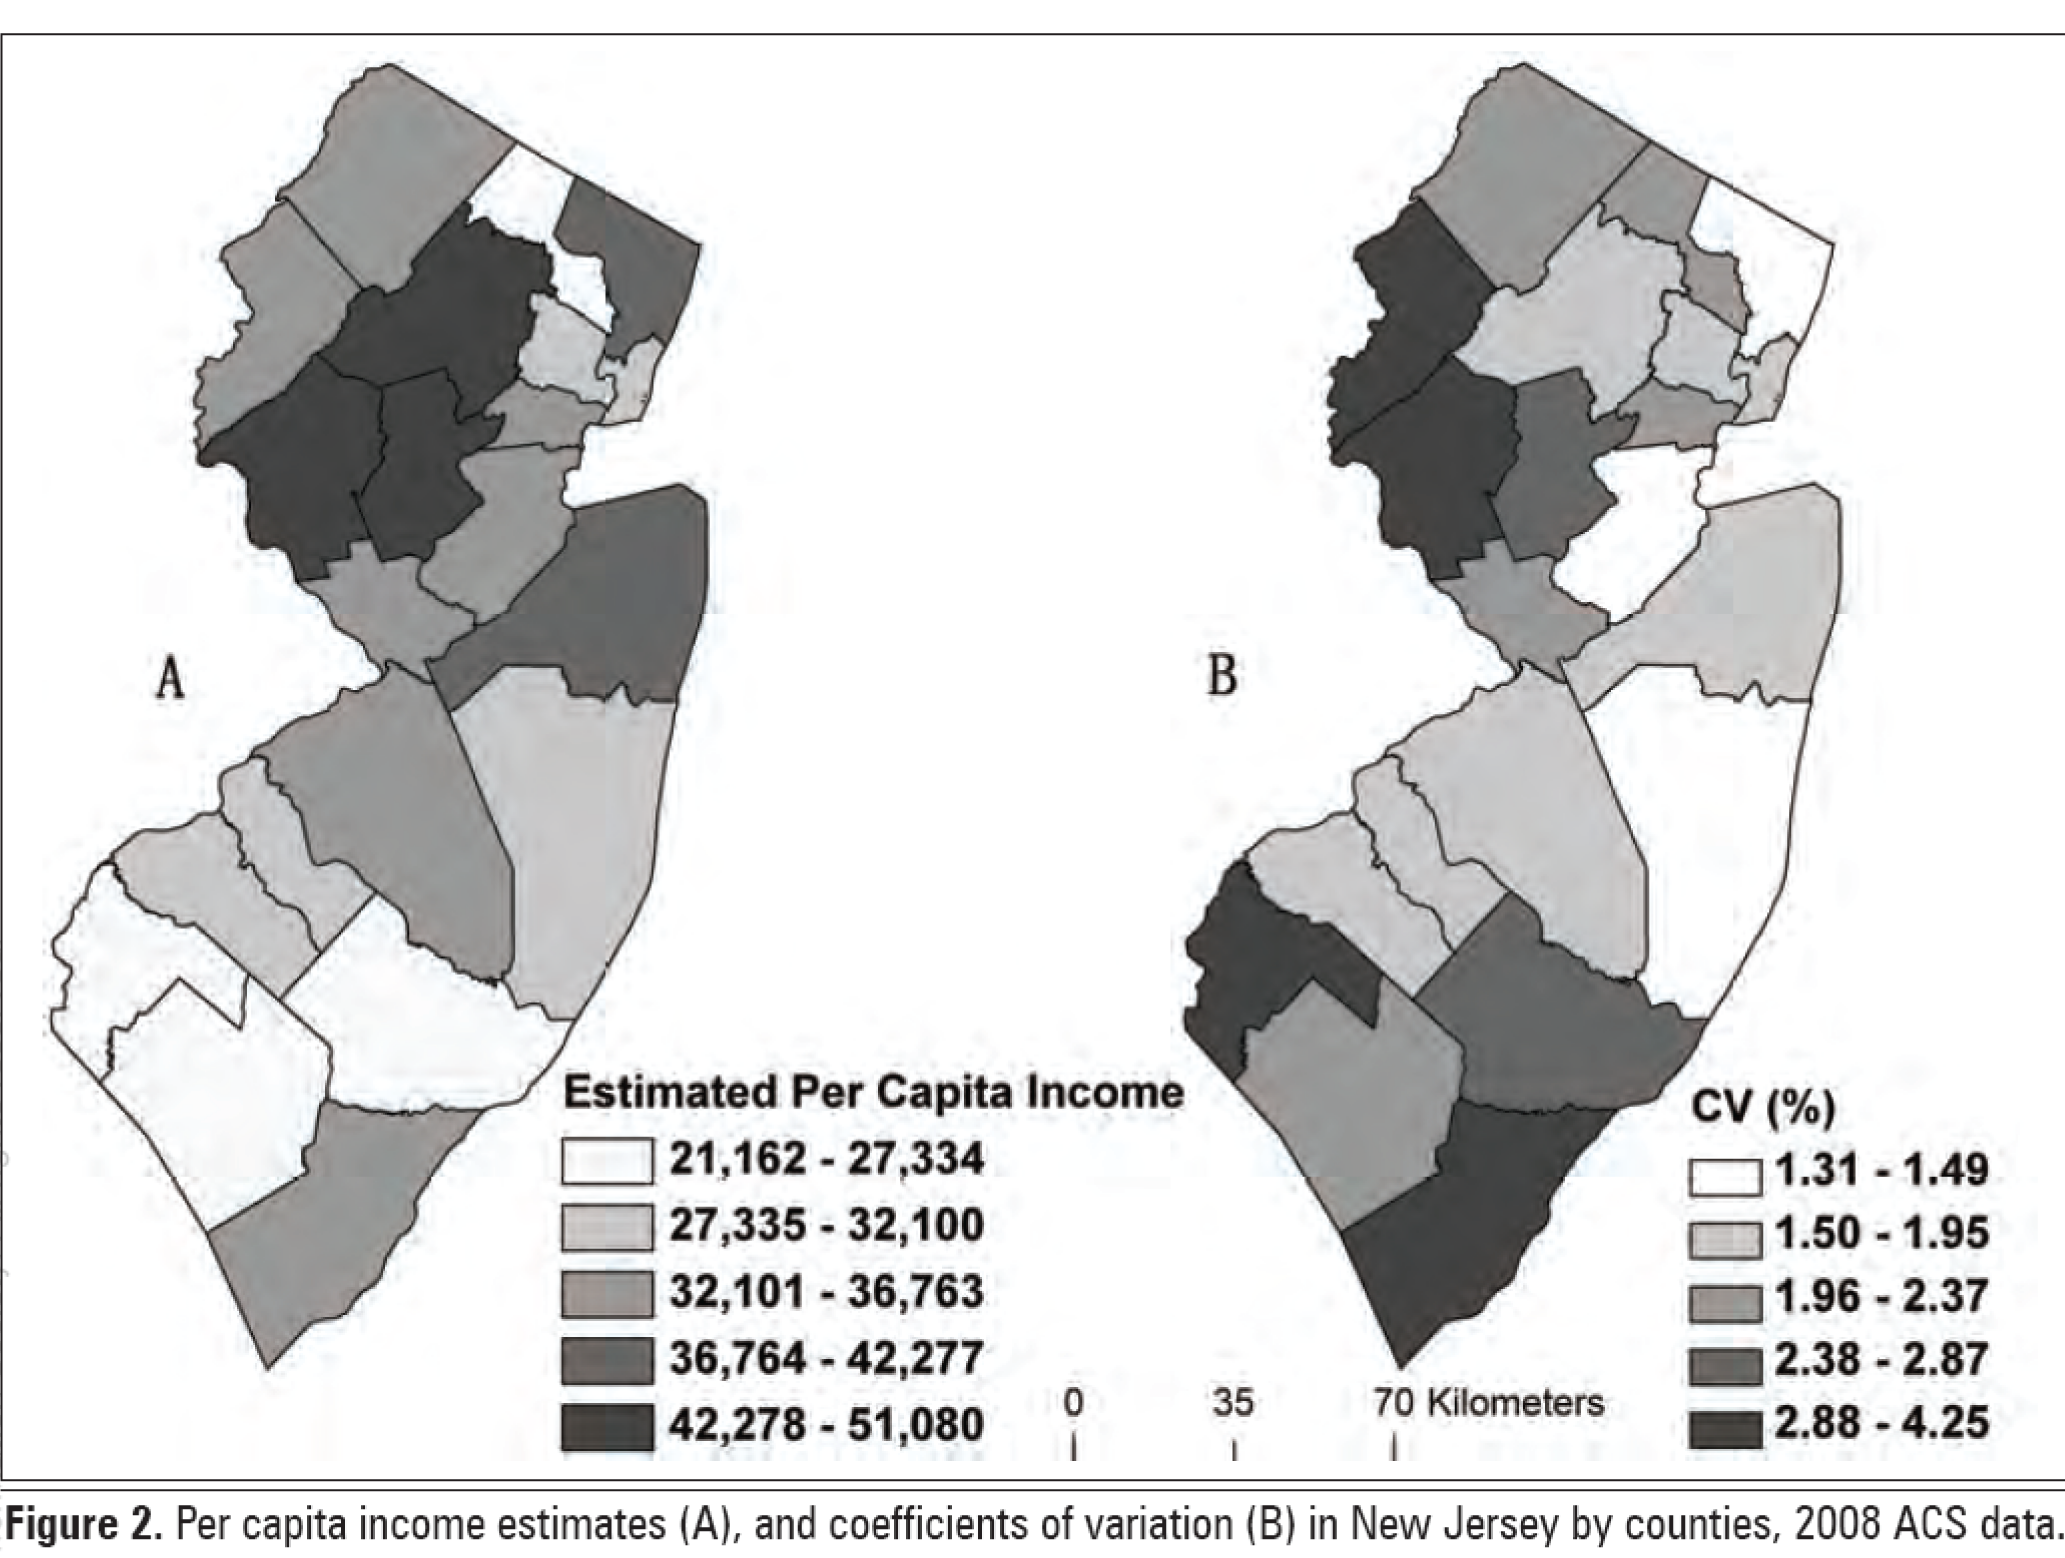 A
B
Estimated Per Capita Income
21,162 - 27,334
27,335 - 32,100
32,101 - 36,763
36,764 - 42,277
42,278 - 51,080
0 35 70 Kilometers
CV (%)
1.31 - 1.49
1.50 - 1.95
1.96 - 2.37
2.38 - 2.87
2.88 - 4.25
Figure 2. Per capita income estimates (A), and coefficients of variation (B) in New Jersey by counties, 2008 ACS data.